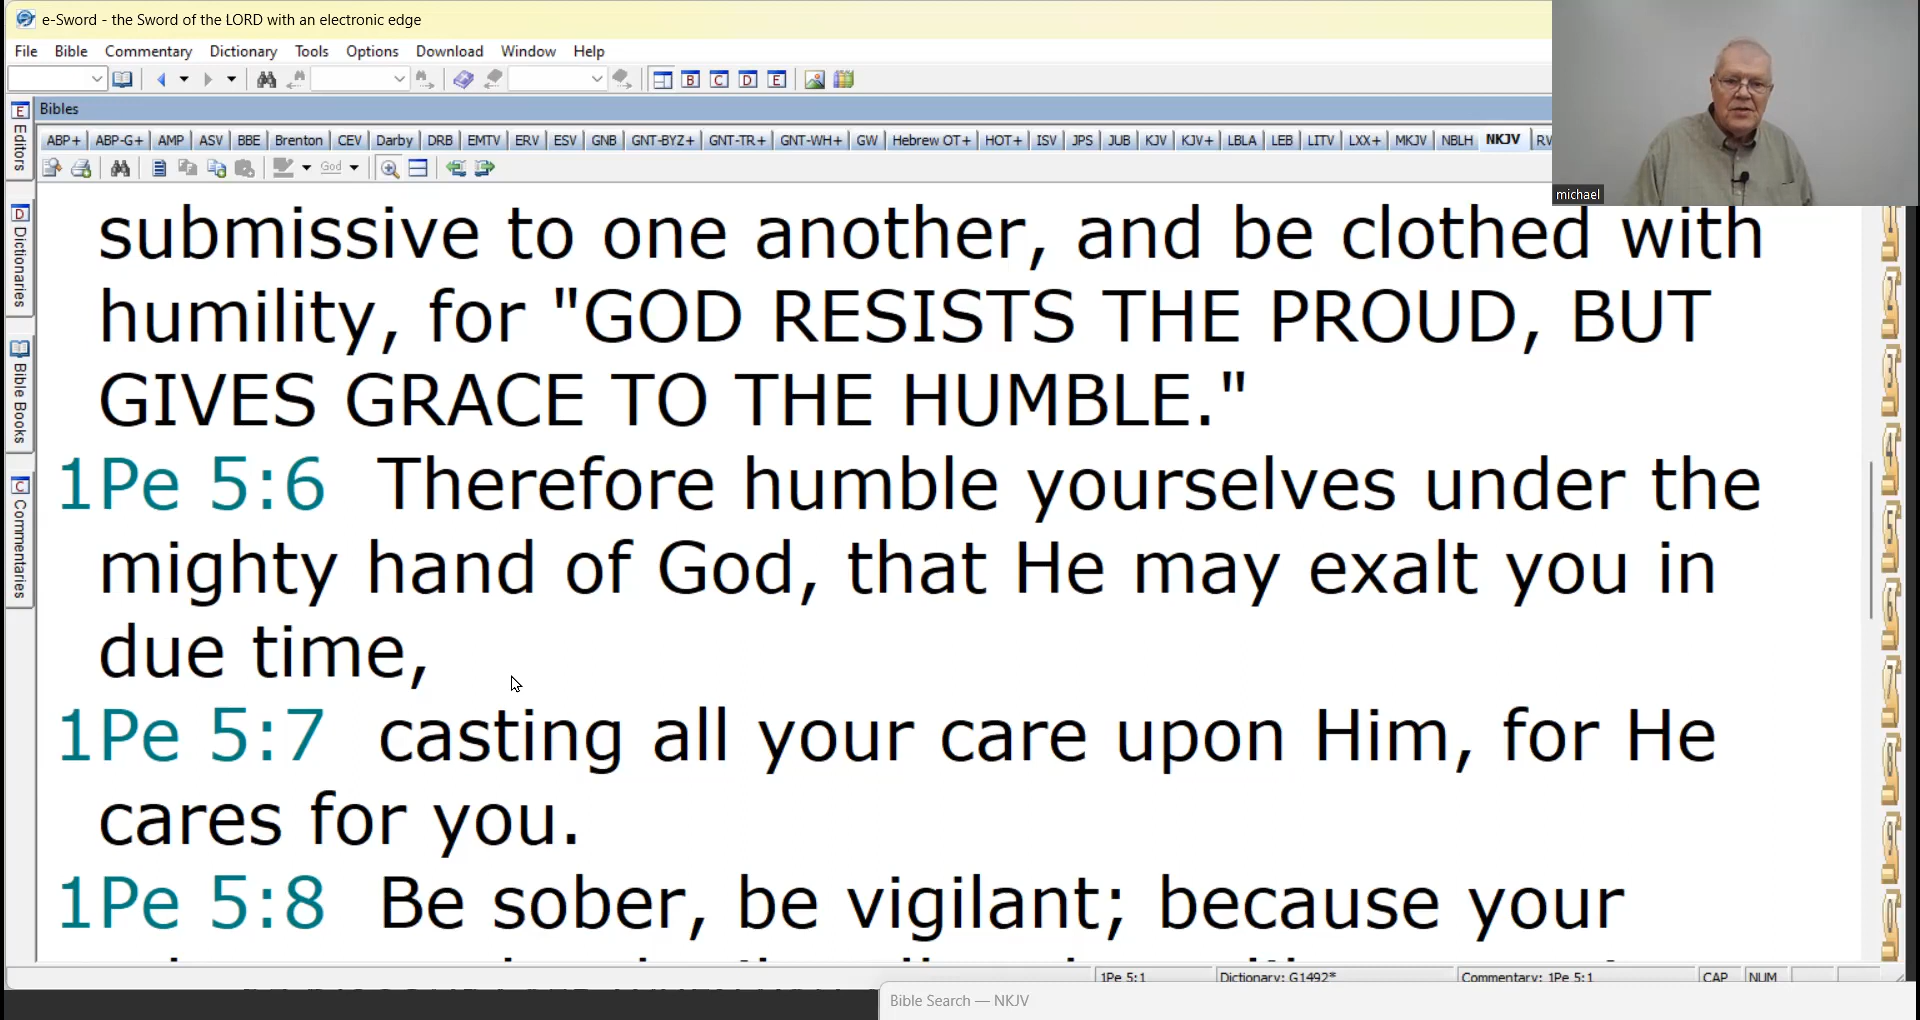 e-Sword - the Sword of the LORD with an electronic edge
File Bible Commentary Dictionary Tools Options Download Window Help
B C D E
Bibles
ABP+ ABP-G+ AMP ASV BBE Brenton CEV Darby DRB EMTV ERV ESV GNB GNT-BYZ+ GNT-TR+ GNT-WH+ GW Hebrew OT+ HOT+ ISV JPS JUB KJV KJV+ LBLA LEB LITV LXX+ MKJV NBLH NKJV RV
God
michael
E Editors
D Dictionaries
Bible Books
C Commentaries
submissive to one another, and be clothed with
humility, for "GOD RESISTS THE PROUD, BUT
GIVES GRACE TO THE HUMBLE."
1Pe 5:6 Therefore humble yourselves under the
mighty hand of God, that He may exalt you in
due time,
1Pe 5:7 casting all your care upon Him, for He
cares for you.
1Pe 5:8 Be sober, be vigilant; because your
1Pe 5:1 Dictionary: G1492* Commentary: 1Pe 5:1 CAP NUM
Bible Search — NKJV